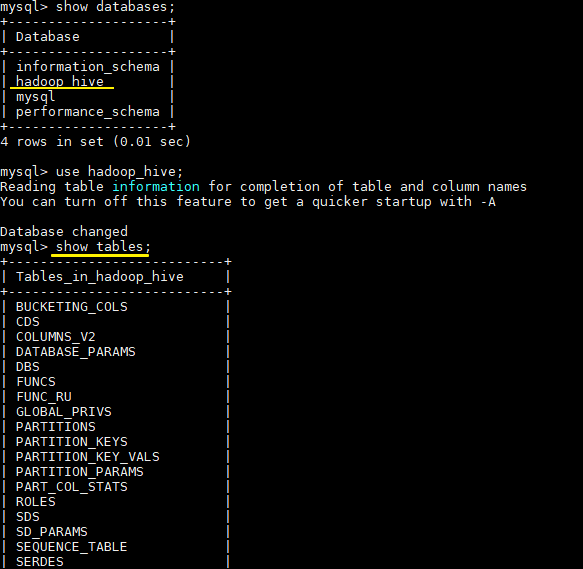 mysql> show databases;
+--------------------+
| Database           |
+--------------------+
| information_schema |
| hadoop_hive        |
| mysql              |
| performance_schema |
+--------------------+
4 rows in set (0.01 sec)

mysql> use hadoop_hive;
Reading table information for completion of table and column names
You can turn off this feature to get a quicker startup with -A

Database changed
mysql> show tables;
+---------------------------+
| Tables_in_hadoop_hive     |
+---------------------------+
| BUCKETING_COLS            |
| CDS                       |
| COLUMNS_V2                |
| DATABASE_PARAMS           |
| DBS                       |
| FUNCS                     |
| FUNC_RU                   |
| GLOBAL_PRIVS              |
| PARTITIONS                |
| PARTITION_KEYS            |
| PARTITION_KEY_VALS        |
| PARTITION_PARAMS          |
| PART_COL_STATS            |
| ROLES                     |
| SDS                       |
| SD_PARAMS                 |
| SEQUENCE_TABLE            |
| SERDES                    |